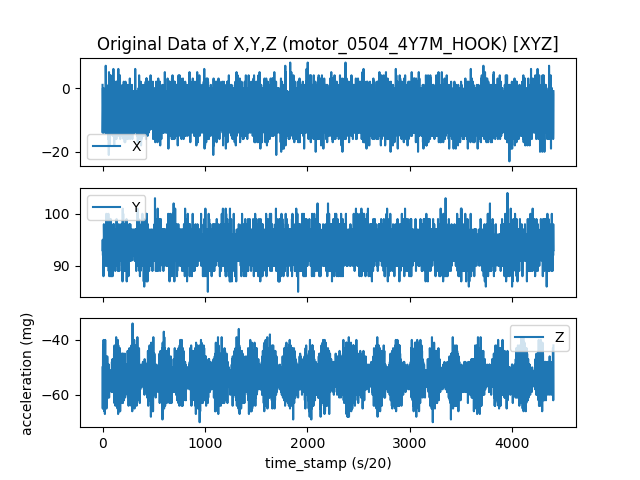 Original Data of X,Y,Z (motor_0504_4Y7M_HOOK) [XYZ]
0
−20
X
100
90
Y
−40
−60
Z
acceleration (mg)
0 1000 2000 3000 4000
time_stamp (s/20)